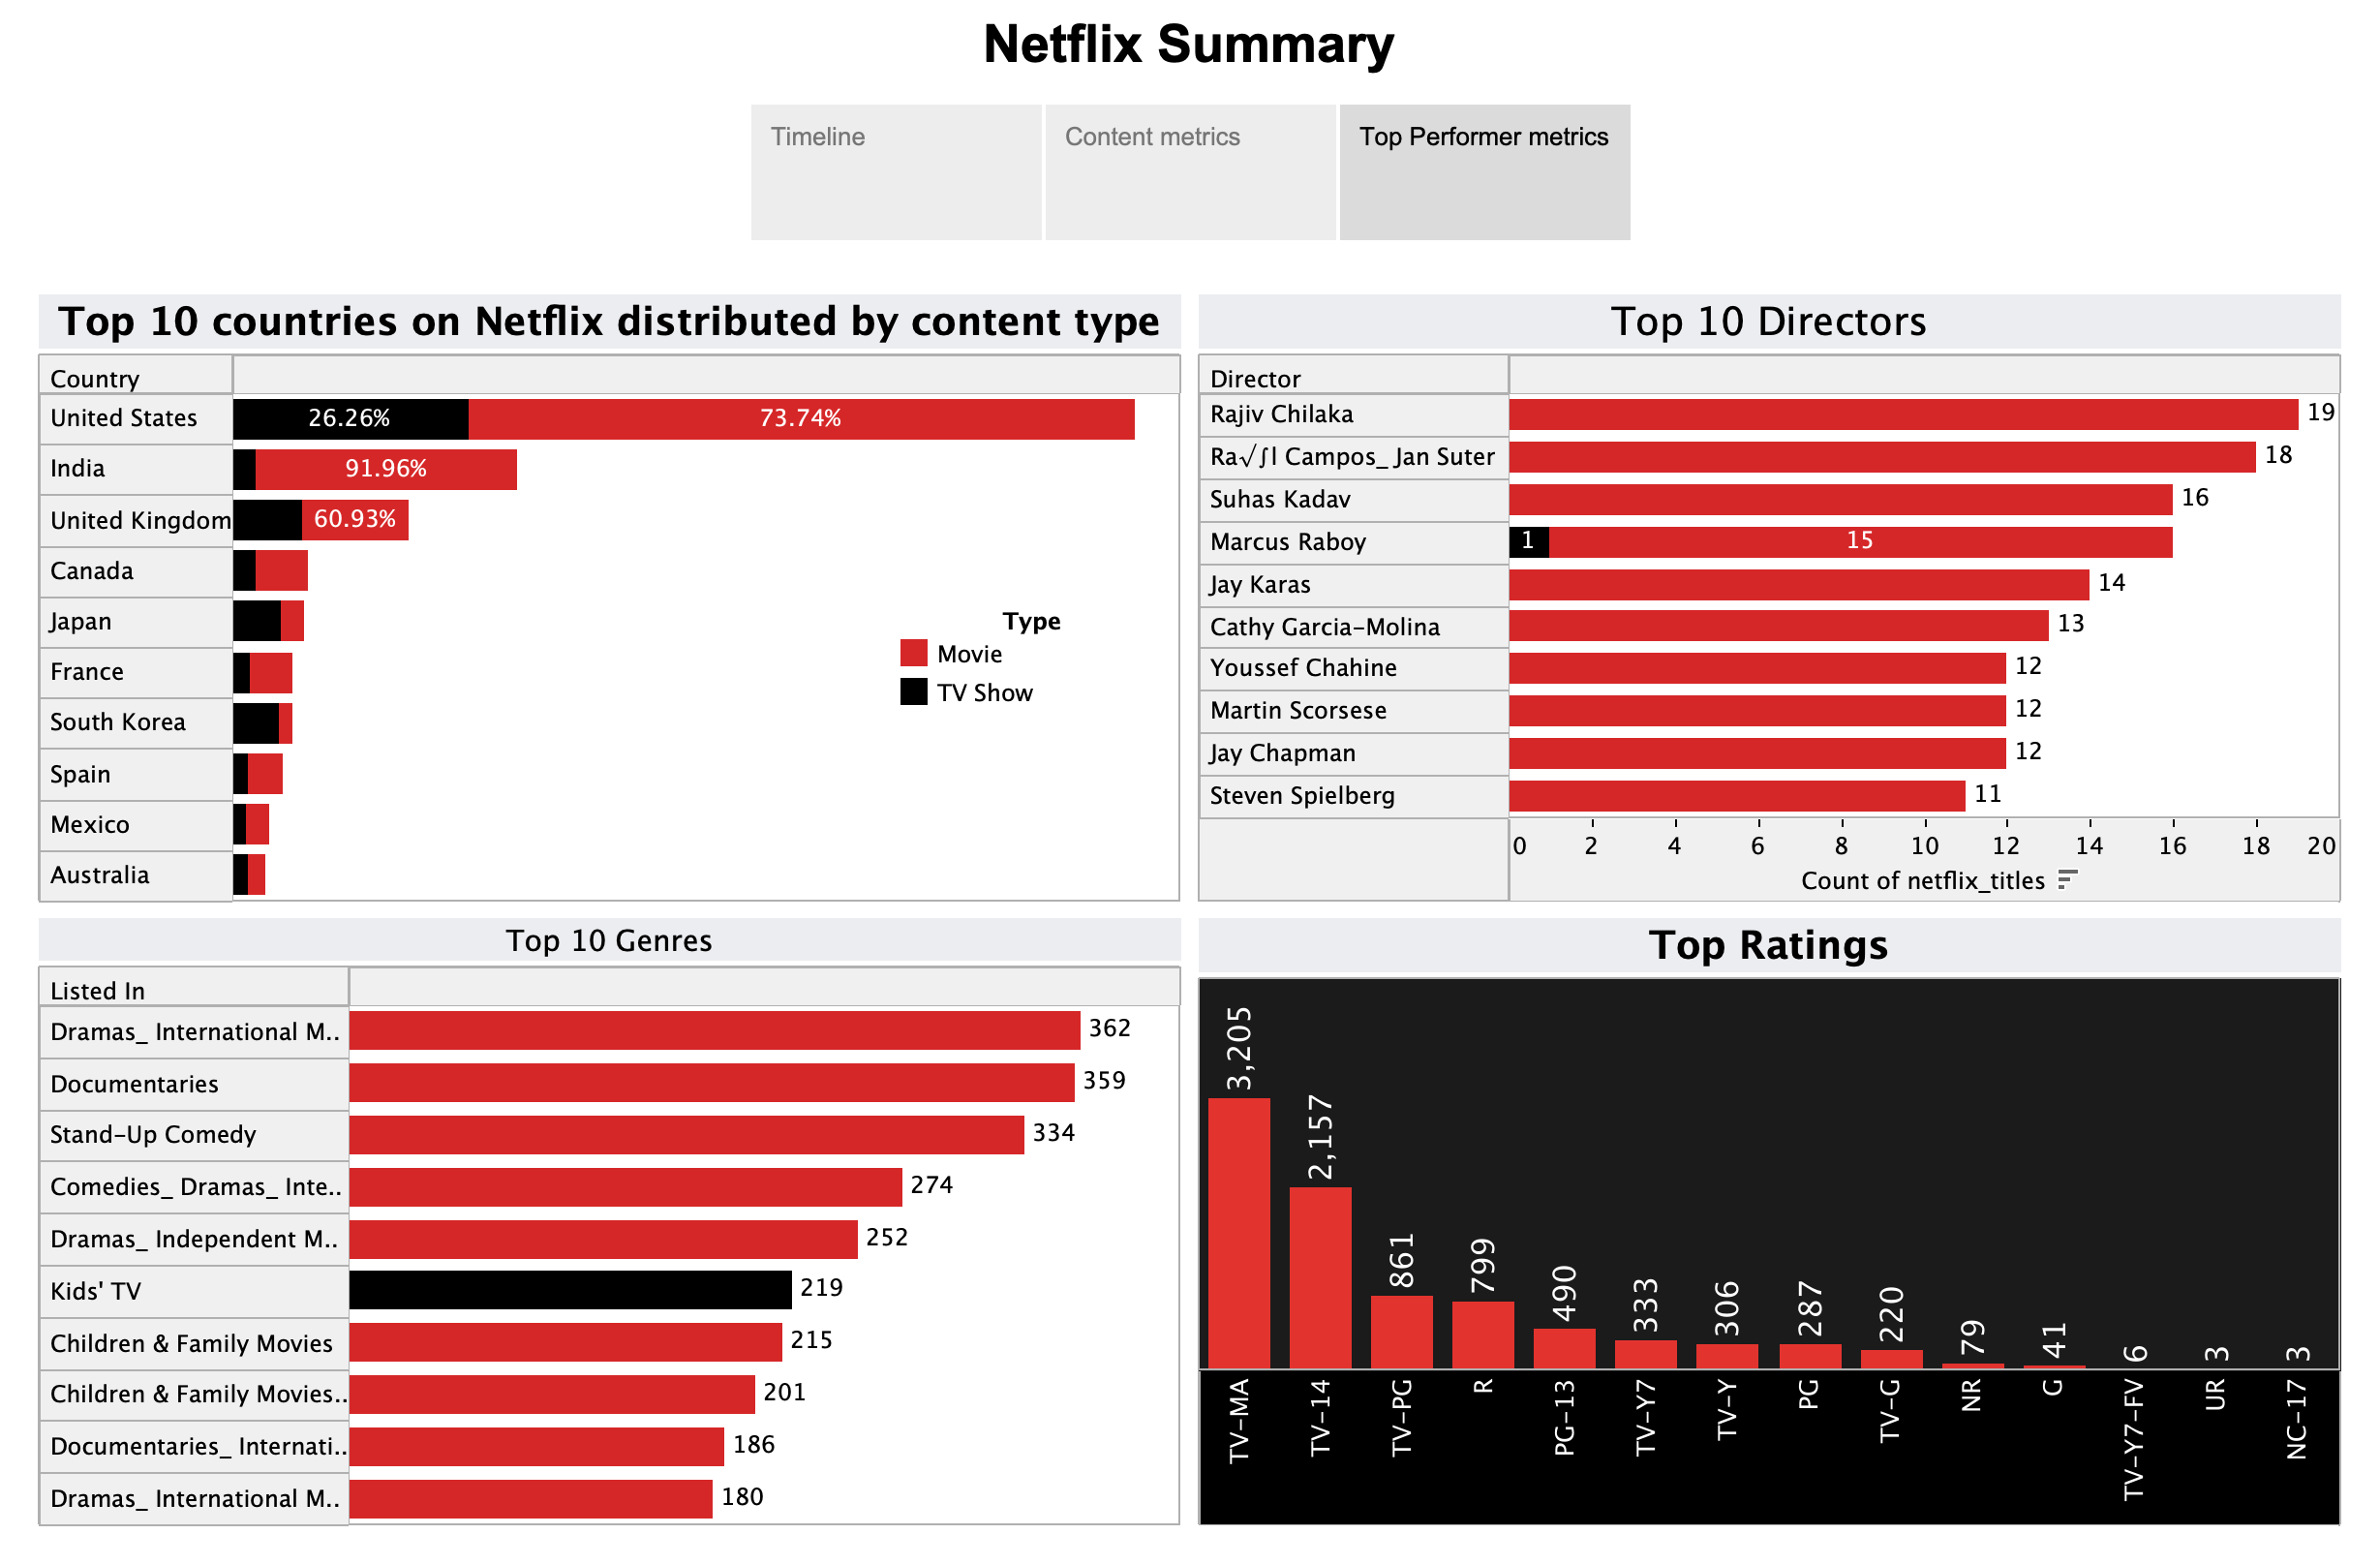 Netflix Summary
Timeline
Content metrics
Top Performer metrics
Top 10 countries on Netflix distributed by content type
Country
United States 26.26% 73.74%
India 91.96%
United Kingdom 60.93%
Canada
Japan
France
South Korea
Spain
Mexico
Australia
Type
Movie
TV Show
Top 10 Directors
Director
Rajiv Chilaka 19
Ra√∫l Campos_ Jan Suter 18
Suhas Kadav 16
Marcus Raboy 1 15
Jay Karas 14
Cathy Garcia-Molina 13
Youssef Chahine 12
Martin Scorsese 12
Jay Chapman 12
Steven Spielberg 11
0 2 4 6 8 10 12 14 16 18 20
Count of netflix_titles
Top 10 Genres
Listed In
Dramas_ International M.. 362
Documentaries 359
Stand-Up Comedy 334
Comedies_ Dramas_ Inte.. 274
Dramas_ Independent M.. 252
Kids' TV 219
Children & Family Movies 215
Children & Family Movies.. 201
Documentaries_ Internati.. 186
Dramas_ International M.. 180
Top Ratings
3,205 2,157 861 799 490 333 306 287 220 79 41 6 3 3
TV-MA TV-14 TV-PG R PG-13 TV-Y7 TV-Y PG TV-G NR G TV-Y7-FV UR NC-17